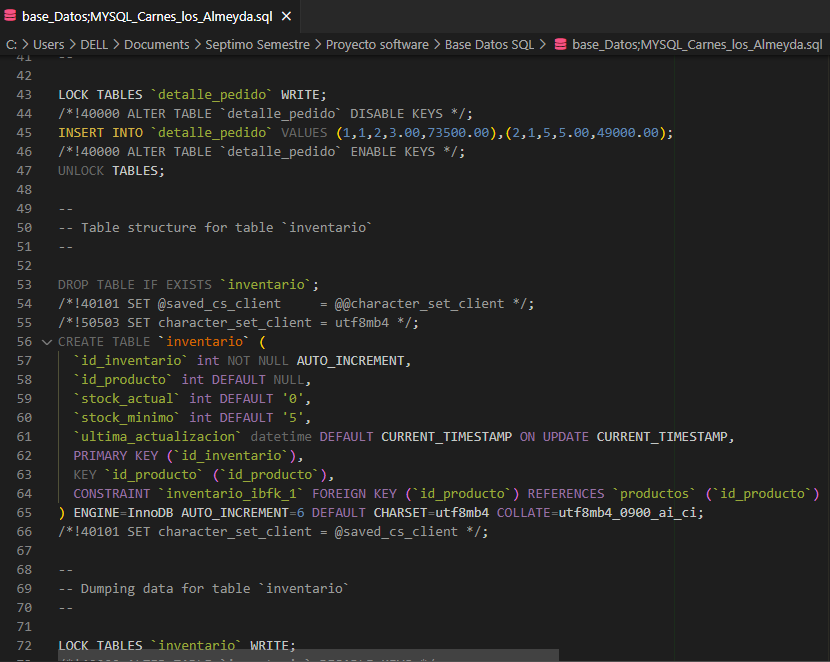 base_Datos;MYSQL_Carnes_los_Almeyda.sql ×
C: > Users > DELL > Documents > Septimo Semestre > Proyecto software > Base Datos SQL > base_Datos;MYSQL_Carnes_los_Almeyda.sql
41 --
42
43 LOCK TABLES `detalle_pedido` WRITE;
44 /*!40000 ALTER TABLE `detalle_pedido` DISABLE KEYS */;
45 INSERT INTO `detalle_pedido` VALUES (1,1,2,3.00,73500.00),(2,1,5,5.00,49000.00);
46 /*!40000 ALTER TABLE `detalle_pedido` ENABLE KEYS */;
47 UNLOCK TABLES;
48
49 --
50 -- Table structure for table `inventario`
51 --
52
53 DROP TABLE IF EXISTS `inventario`;
54 /*!40101 SET @saved_cs_client     = @@character_set_client */;
55 /*!50503 SET character_set_client = utf8mb4 */;
56 CREATE TABLE `inventario` (
57   `id_inventario` int NOT NULL AUTO_INCREMENT,
58   `id_producto` int DEFAULT NULL,
59   `stock_actual` int DEFAULT '0',
60   `stock_minimo` int DEFAULT '5',
61   `ultima_actualizacion` datetime DEFAULT CURRENT_TIMESTAMP ON UPDATE CURRENT_TIMESTAMP,
62   PRIMARY KEY (`id_inventario`),
63   KEY `id_producto` (`id_producto`),
64   CONSTRAINT `inventario_ibfk_1` FOREIGN KEY (`id_producto`) REFERENCES `productos` (`id_producto`)
65 ) ENGINE=InnoDB AUTO_INCREMENT=6 DEFAULT CHARSET=utf8mb4 COLLATE=utf8mb4_0900_ai_ci;
66 /*!40101 SET character_set_client = @saved_cs_client */;
67
68 --
69 -- Dumping data for table `inventario`
70 --
71
72 LOCK TABLES `inventario` WRITE;